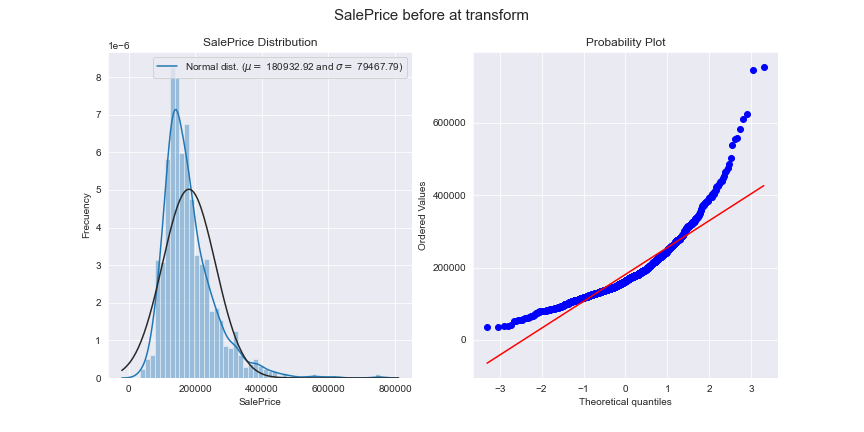 SalePrice before at transform
SalePrice Distribution
1e−6
Normal dist. (μ = 180932.92 and σ = 79467.79)
8
7
6
5
4
3
2
1
0
Frecuency
0 200000 400000 600000 800000
SalePrice
Probability Plot
600000
400000
200000
0
Ordered Values
−3 −2 −1 0 1 2 3
Theoretical quantiles